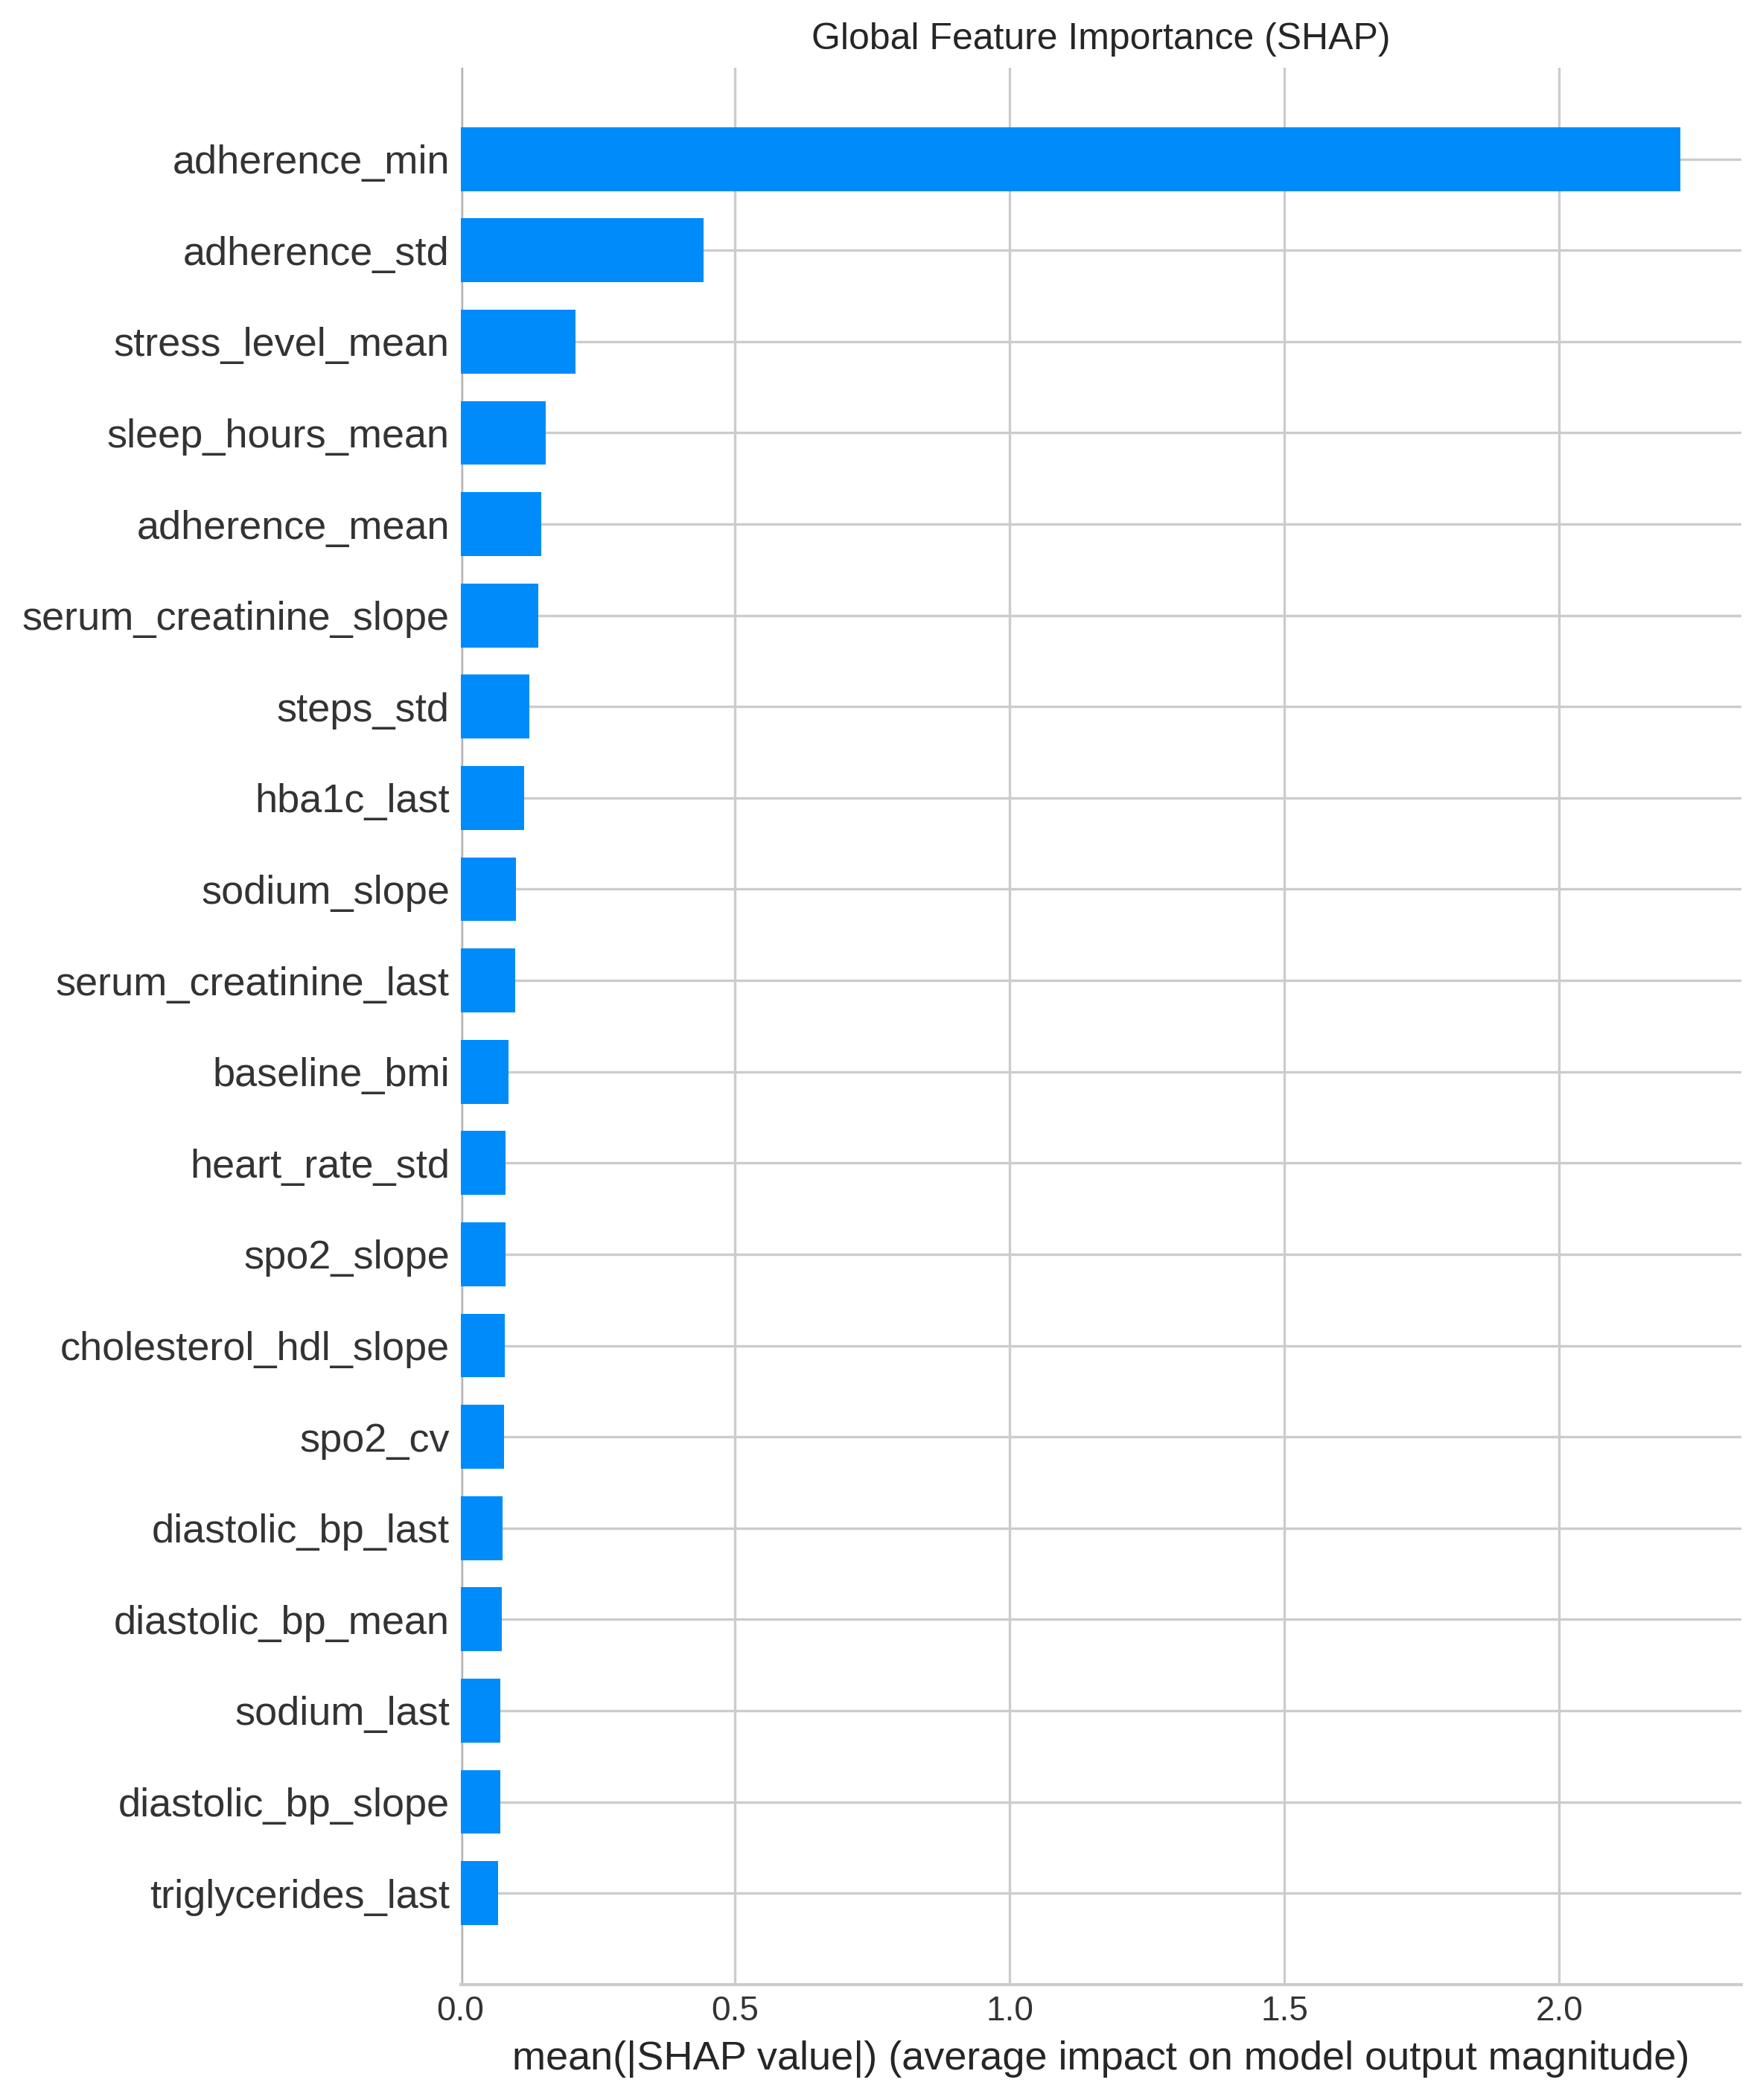 Global Feature Importance (SHAP)
adherence_min
adherence_std
stress_level_mean
sleep_hours_mean
adherence_mean
serum_creatinine_slope
steps_std
hba1c_last
sodium_slope
serum_creatinine_last
baseline_bmi
heart_rate_std
spo2_slope
cholesterol_hdl_slope
spo2_cv
diastolic_bp_last
diastolic_bp_mean
sodium_last
diastolic_bp_slope
triglycerides_last
0.0 0.5 1.0 1.5 2.0
mean(|SHAP value|) (average impact on model output magnitude)